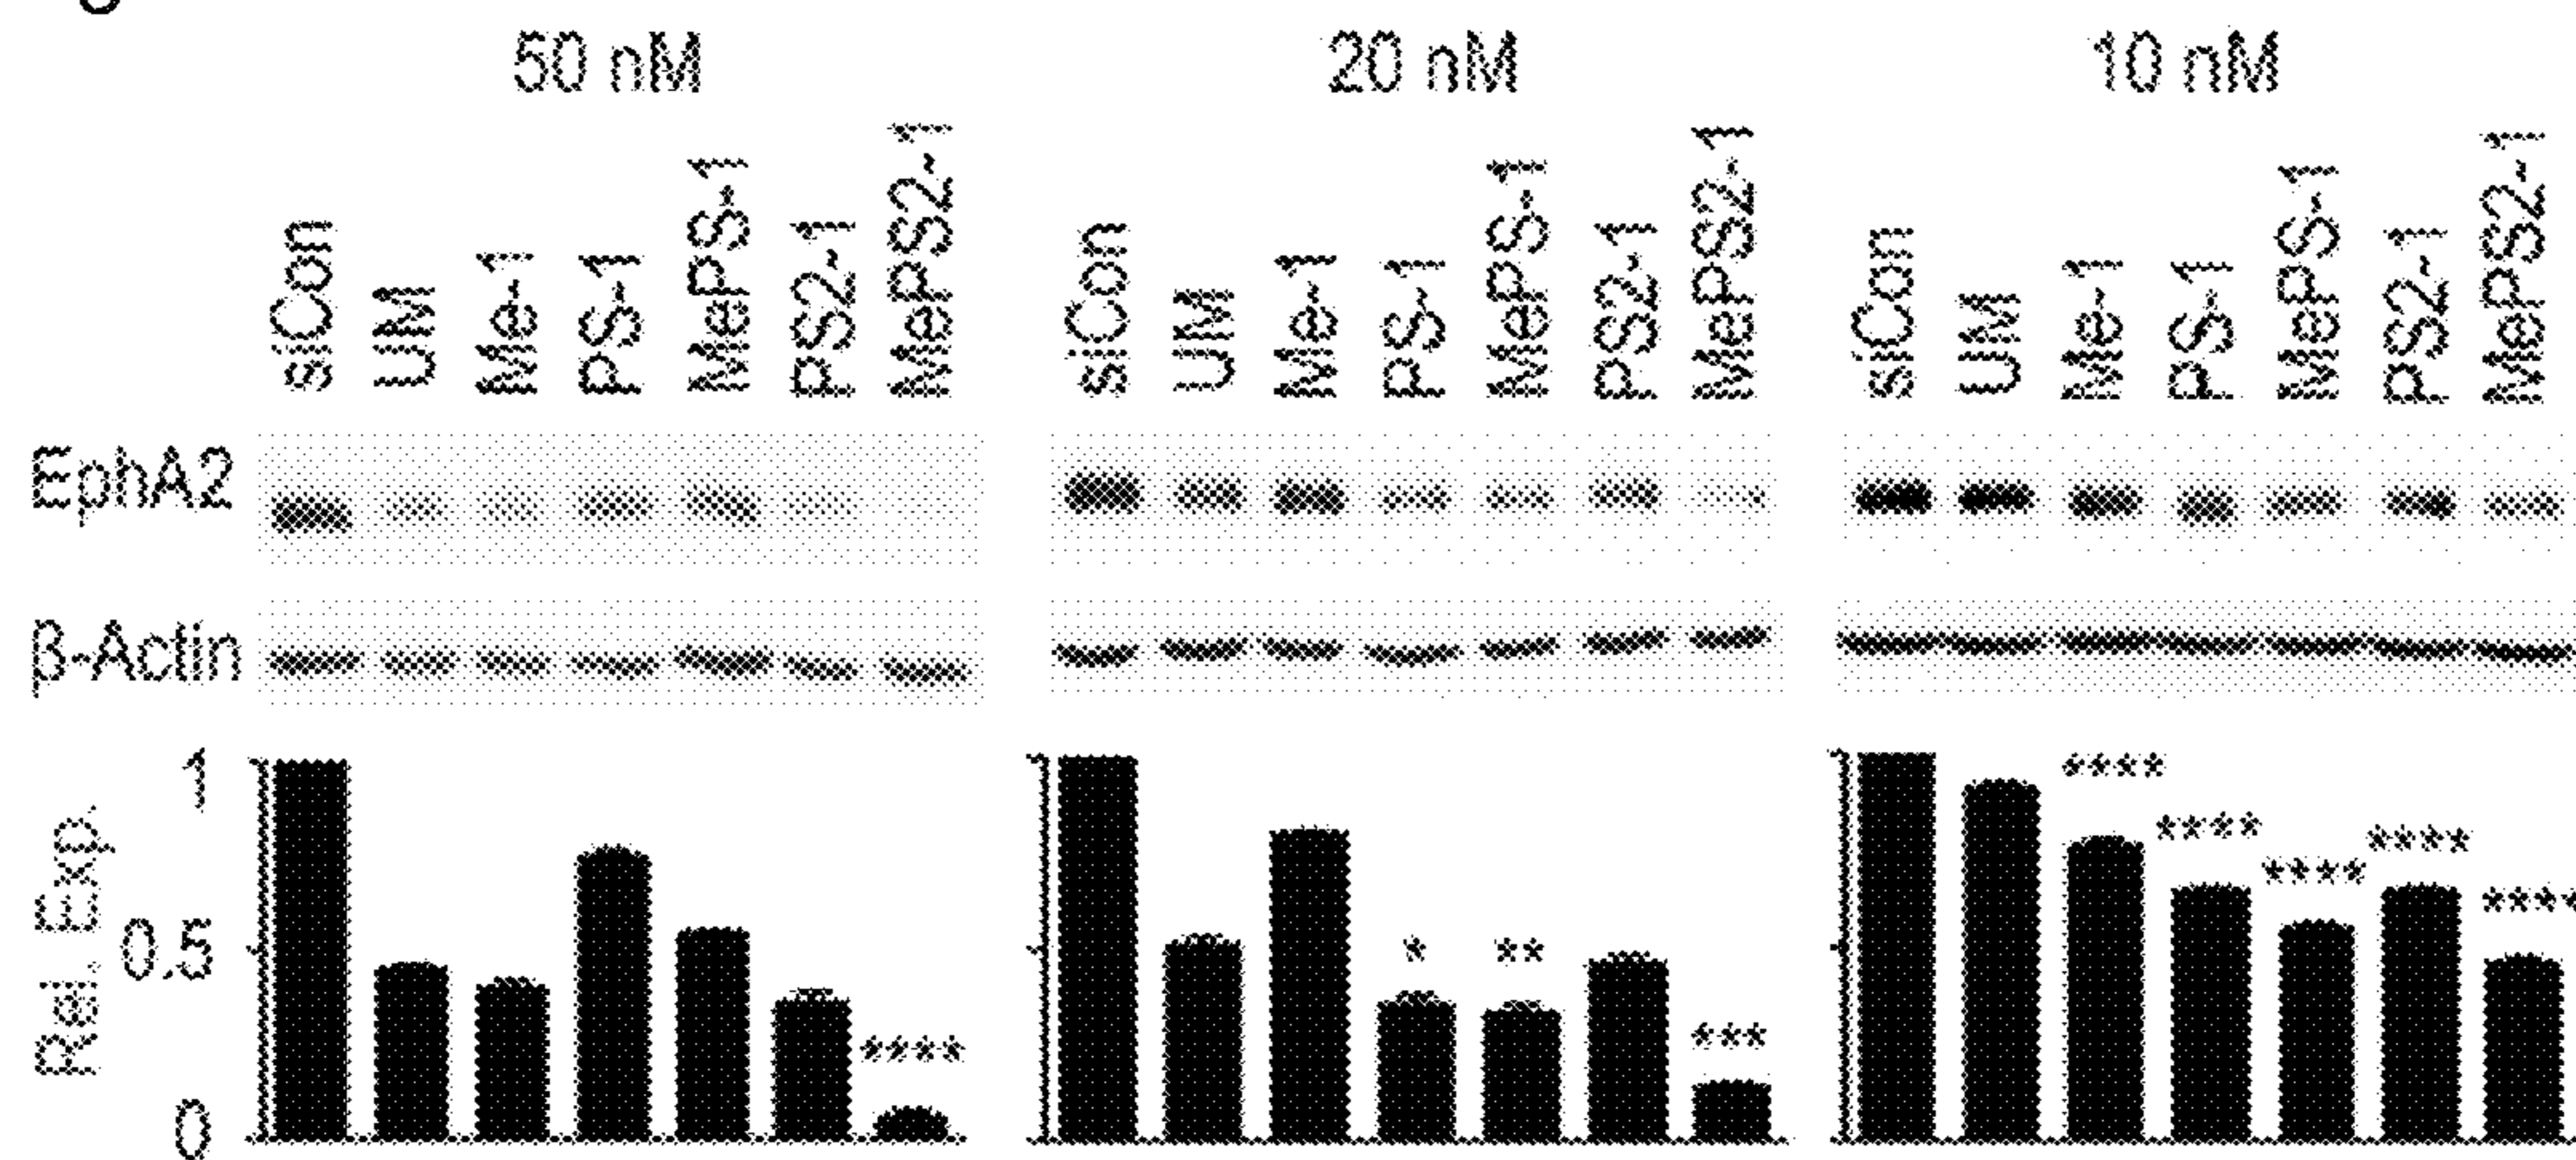 50 nM 20 nM 10 nM
siCon UM Me-1 PS-1 MePS-1 PS2-1 MePS2-1 siCon UM Me-1 PS-1 MePS-1 PS2-1 MePS2-1 siCon UM Me-1 PS-1 MePS-1 PS2-1 MePS2-1
EphA2
β-Actin
Rel. Exp.
1
0.5
0
****
* ** ***
**** **** **** **** ****